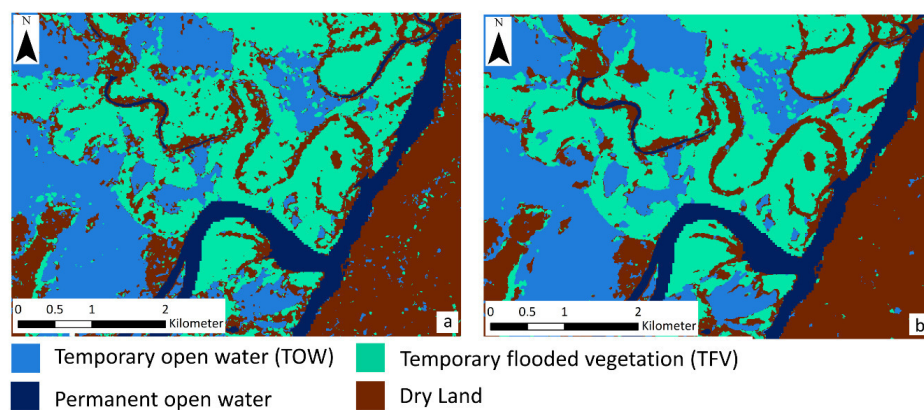 N
N
0 0.5 1 2
Kilometer
a
0 0.5 1 2
Kilometer
b
Temporary open water (TOW)
Temporary flooded vegetation (TFV)
Permanent open water
Dry Land